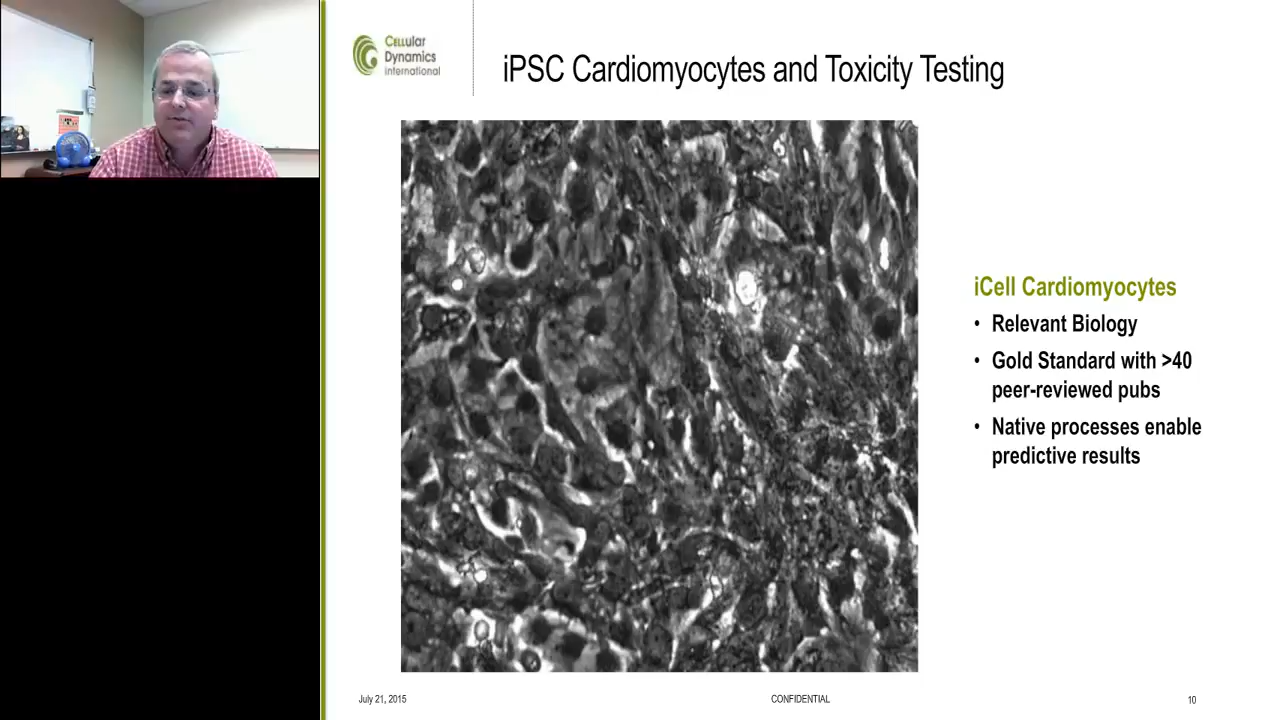 CELLular
Dynamics
international
iPSC Cardiomyocytes and Toxicity Testing
iCell Cardiomyocytes
• Relevant Biology
• Gold Standard with >40
peer-reviewed pubs
• Native processes enable
predictive results
July 21, 2015
CONFIDENTIAL
10